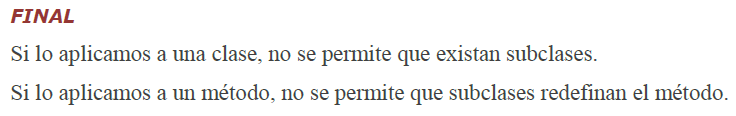 FINAL
Si lo aplicamos a una clase, no se permite que existan subclases.
Si lo aplicamos a un método, no se permite que subclases redefinan el método.